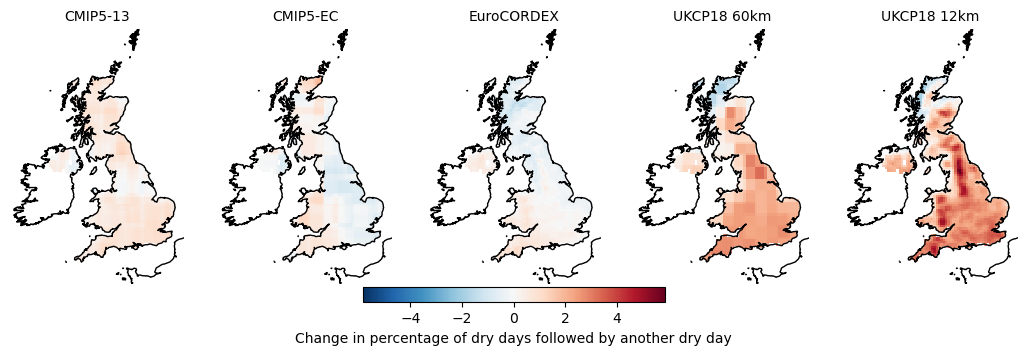 CMIP5-13 CMIP5-EC EuroCORDEX UKCP18 60km UKCP18 12km
−4 −2 0 2 4
Change in percentage of dry days followed by another dry day